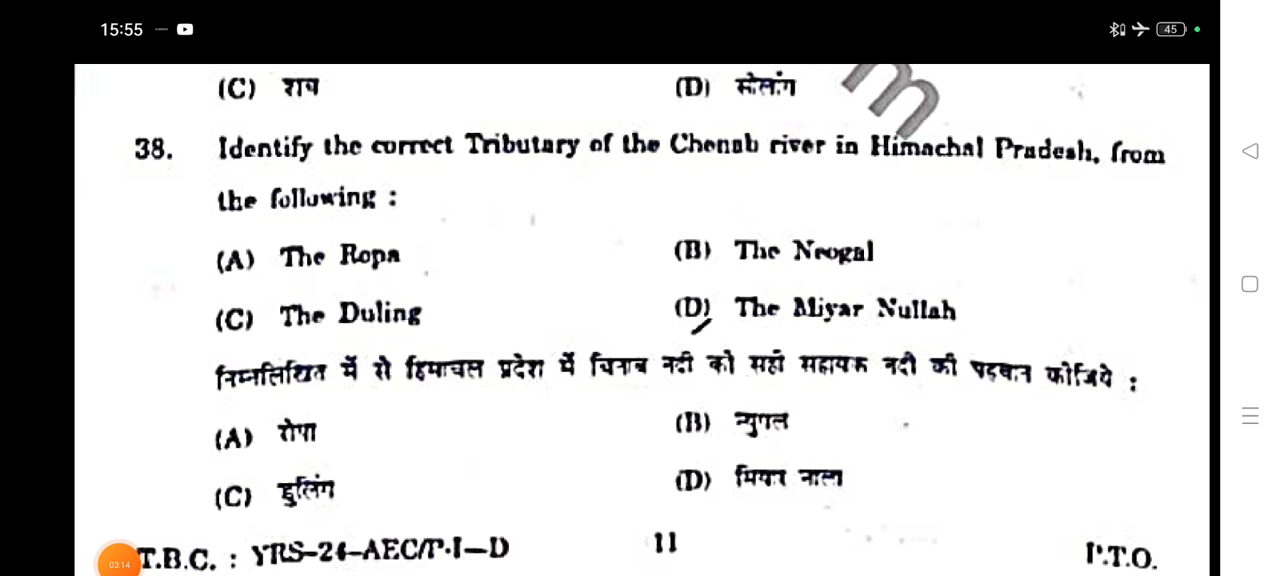 15:55
45
(C) शच (D) सोलांग
m
38. Identify the correct Tributary of the Chenab river in Himachal Pradesh, from
the following :
(A) The Ropa (B) The Neogal
(C) The Duling (D) The Miyar Nullah
निम्नलिखित में से हिमाचल प्रदेश में चिनाब नदी की सही सहायक नदी की पहचान कीजिये :
(A) रोपा (B) न्युगल
(C) डुलिंग (D) मियार नाला
03:14
T.B.C. : YRS–24–AEC/P-I–D 11 P.T.O.